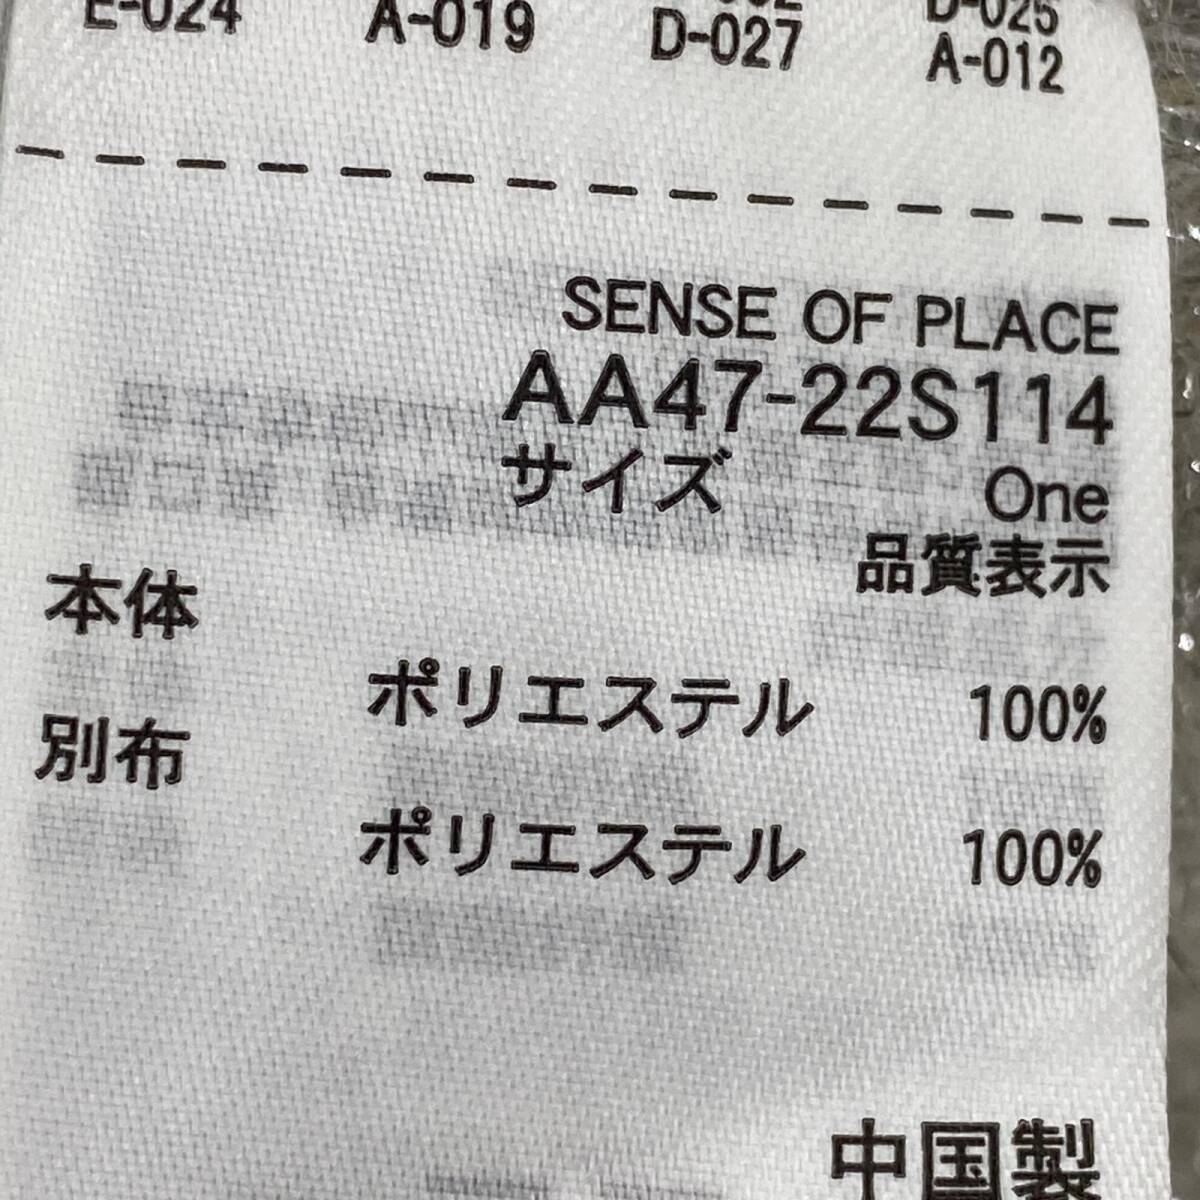 E-024 A-019 D-027 D-025
A-012
SENSE OF PLACE
AA47-22S114
サイズ One
品質表示
本体
ポリエステル 100%
別布
ポリエステル 100%
中国製